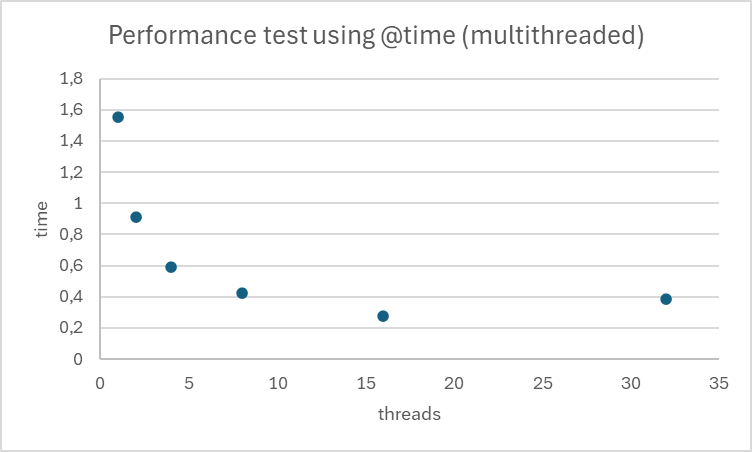 Performance test using @time (multithreaded)
1,8
1,6
1,4
1,2
1
0,8
0,6
0,4
0,2
0
time
0 5 10 15 20 25 30 35
threads